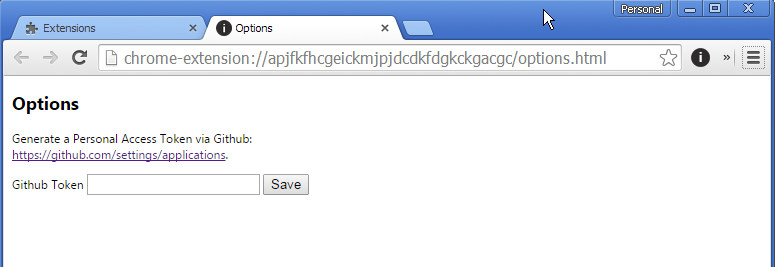 Personal
Extensions
Options
chrome-extension://apjfkfhcgeickmjpjdcdkfdgkckgacgc/options.html
Options
Generate a Personal Access Token via Github:
https://github.com/settings/applications.
Github Token Save